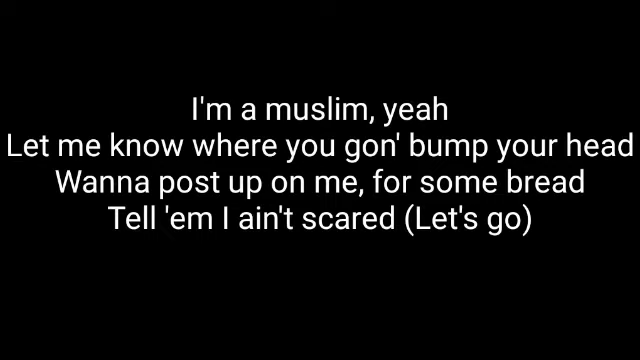 I'm a muslim, yeah
Let me know where you gon' bump your head
Wanna post up on me, for some bread
Tell 'em I ain't scared (Let's go)